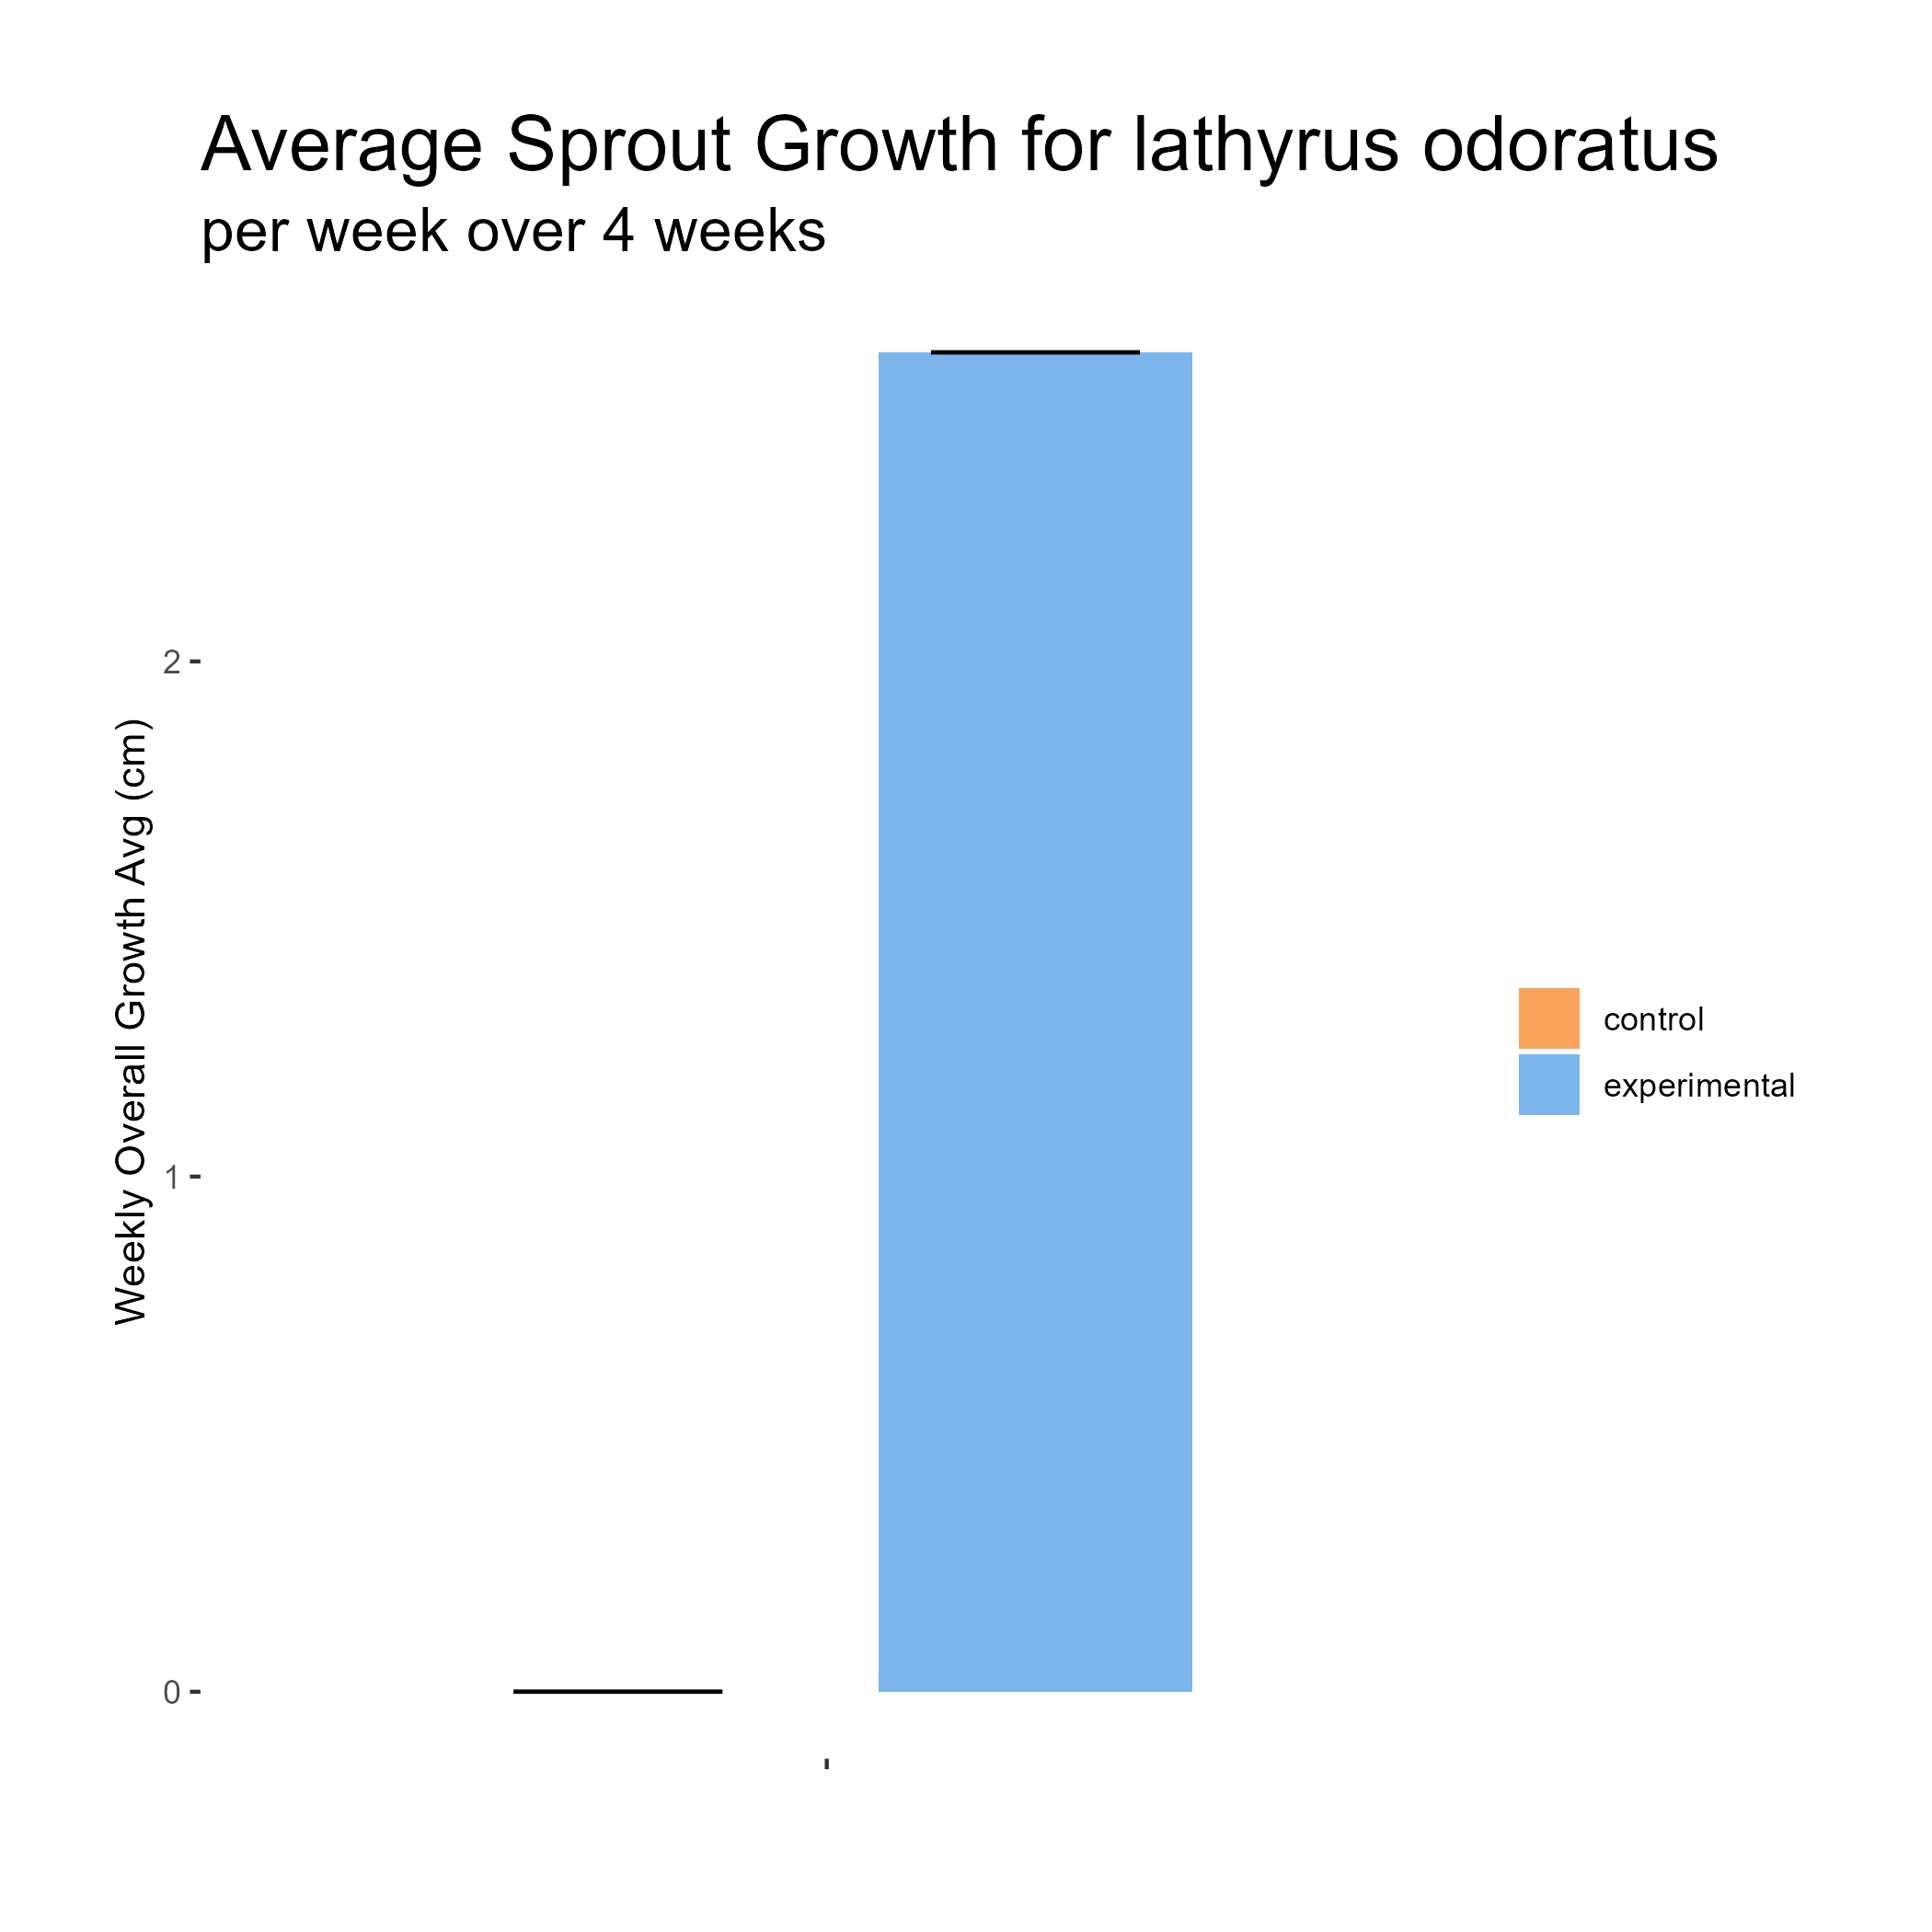 Average Sprout Growth for lathyrus odoratus
per week over 4 weeks
Weekly Overall Growth Avg (cm)
2
1
0
control
experimental